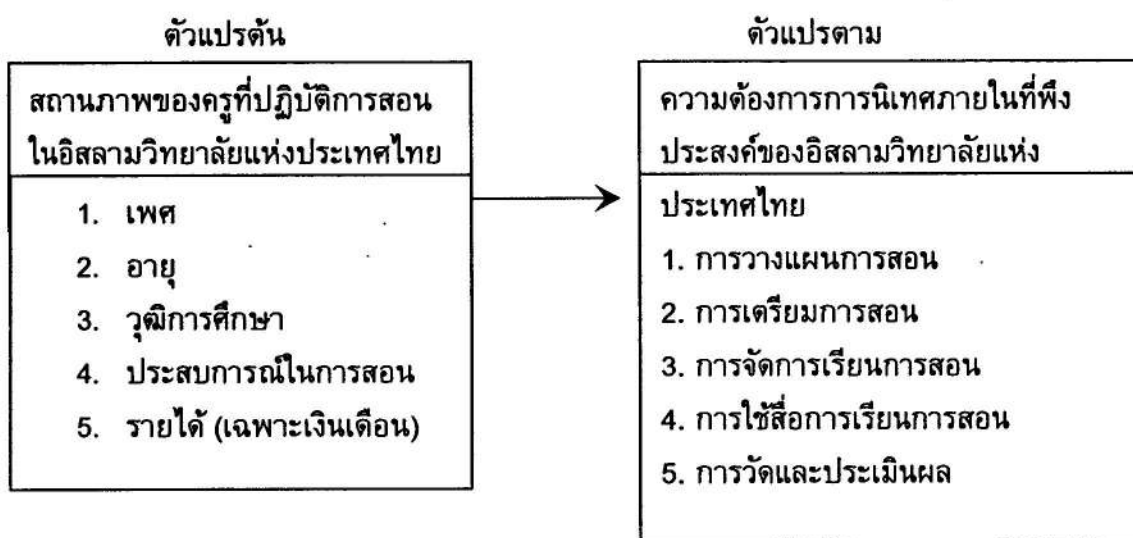 ตัวแปรต้น
สถานภาพของครูที่ปฏิบัติการสอน
ในอิสลามวิทยาลัยแห่งประเทศไทย
1. เพศ
2. อายุ
3. วุฒิการศึกษา
4. ประสบการณ์ในการสอน
5. รายได้ (เฉพาะเงินเดือน)
ตัวแปรตาม
ความต้องการการนิเทศภายในที่พึง
ประสงค์ของอิสลามวิทยาลัยแห่ง
ประเทศไทย
1. การวางแผนการสอน
2. การเตรียมการสอน
3. การจัดการเรียนการสอน
4. การใช้สื่อการเรียนการสอน
5. การวัดและประเมินผล